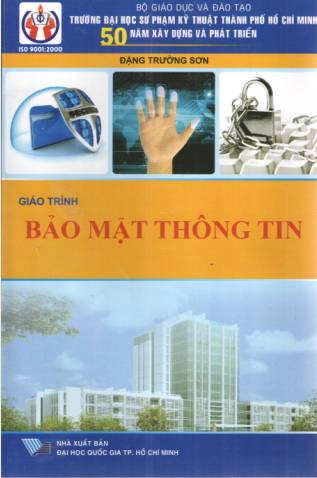 BỘ GIÁO DỤC VÀ ĐÀO TẠO
TRƯỜNG ĐẠI HỌC SƯ PHẠM KỸ THUẬT THÀNH PHỐ HỒ CHÍ MINH
50 NĂM XÂY DỰNG VÀ PHÁT TRIỂN
ISO 9001:2000
ĐẶNG TRƯỜNG SƠN
GIÁO TRÌNH
BẢO MẬT THÔNG TIN
NHÀ XUẤT BẢN
ĐẠI HỌC QUỐC GIA TP. HỒ CHÍ MINH